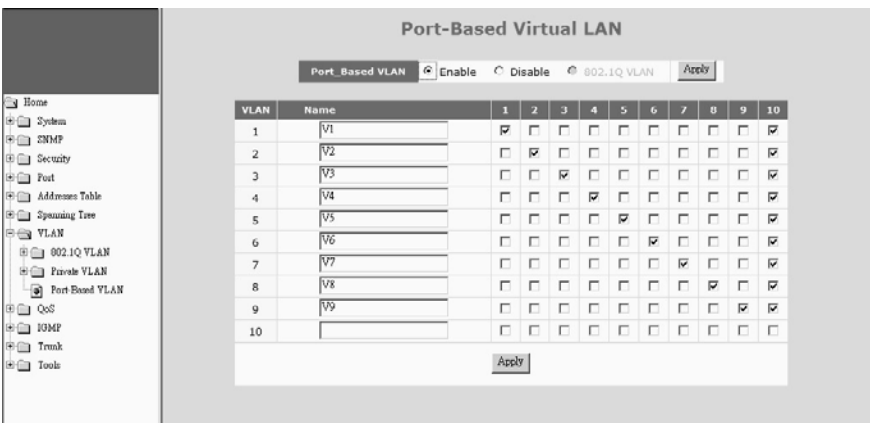 Port-Based Virtual LAN
Port_Based VLAN Enable Disable 802.1Q VLAN Apply
Home
System
SNMP
Security
Port
Addresses Table
Spanning Tree
VLAN
802.1Q VLAN
Private VLAN
Port-Based VLAN
QoS
IGMP
Trunk
Tools
VLAN Name 1 2 3 4 5 6 7 8 9 10
1 V1
2 V2
3 V3
4 V4
5 V5
6 V6
7 V7
8 V8
9 V9
10
Apply